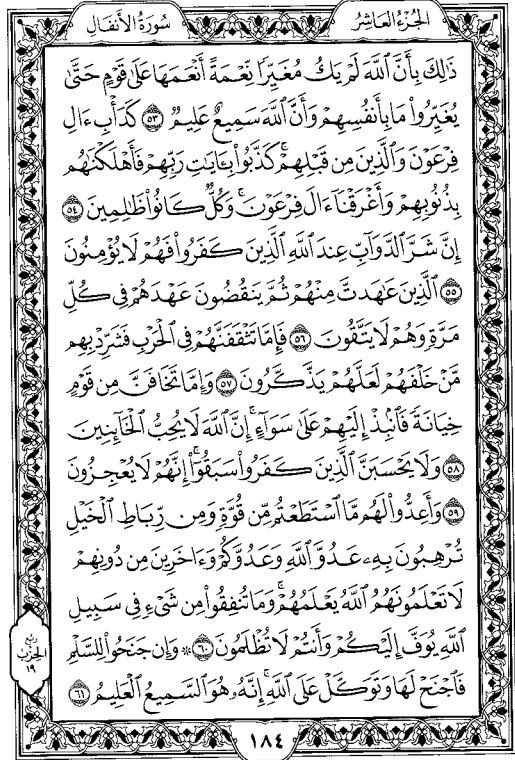 الجزء العاشر
سورة الأنفال
ذَٰلِكَ بِأَنَّ ٱللَّهَ لَمْ يَكُ مُغَيِّرًا نِّعْمَةً أَنْعَمَهَا عَلَىٰ قَوْمٍ حَتَّىٰ
يُغَيِّرُوا۟ مَا بِأَنفُسِهِمْ وَأَنَّ ٱللَّهَ سَمِيعٌ عَلِيمٌ ٥٣ كَدَأْبِ ءَالِ
فِرْعَوْنَ وَٱلَّذِينَ مِن قَبْلِهِمْ ۚ كَذَّبُوا۟ بِـَٔايَـٰتِ رَبِّهِمْ فَأَهْلَكْنَـٰهُم
بِذُنُوبِهِمْ وَأَغْرَقْنَآ ءَالَ فِرْعَوْنَ ۚ وَكُلٌّ كَانُوا۟ ظَـٰلِمِينَ ٥٤
إِنَّ شَرَّ ٱلدَّوَآبِّ عِندَ ٱللَّهِ ٱلَّذِينَ كَفَرُوا۟ فَهُمْ لَا يُؤْمِنُونَ
٥٥ ٱلَّذِينَ عَـٰهَدتَّ مِنْهُمْ ثُمَّ يَنقُضُونَ عَهْدَهُمْ فِى كُلِّ
مَرَّةٍ وَهُمْ لَا يَتَّقُونَ ٥٦ فَإِمَّا تَثْقَفَنَّهُمْ فِى ٱلْحَرْبِ فَشَرِّدْ بِهِم
مَّنْ خَلْفَهُمْ لَعَلَّهُمْ يَذَّكَّرُونَ ٥٧ وَإِمَّا تَخَافَنَّ مِن قَوْمٍ
خِيَانَةً فَٱنۢبِذْ إِلَيْهِمْ عَلَىٰ سَوَآءٍ ۚ إِنَّ ٱللَّهَ لَا يُحِبُّ ٱلْخَآئِنِينَ
٥٨ وَلَا يَحْسَبَنَّ ٱلَّذِينَ كَفَرُوا۟ سَبَقُوٓا۟ ۚ إِنَّهُمْ لَا يُعْجِزُونَ
٥٩ وَأَعِدُّوا۟ لَهُم مَّا ٱسْتَطَعْتُم مِّن قُوَّةٍ وَمِن رِّبَاطِ ٱلْخَيْلِ
تُرْهِبُونَ بِهِۦ عَدُوَّ ٱللَّهِ وَعَدُوَّكُمْ وَءَاخَرِينَ مِن دُونِهِمْ
لَا تَعْلَمُونَهُمُ ٱللَّهُ يَعْلَمُهُمْ ۚ وَمَا تُنفِقُوا۟ مِن شَىْءٍ فِى سَبِيلِ
ٱللَّهِ يُوَفَّ إِلَيْكُمْ وَأَنتُمْ لَا تُظْلَمُونَ ٦٠ ۞ وَإِن جَنَحُوا۟ لِلسَّلْمِ
فَٱجْنَحْ لَهَا وَتَوَكَّلْ عَلَى ٱللَّهِ ۚ إِنَّهُۥ هُوَ ٱلسَّمِيعُ ٱلْعَلِيمُ ٦١
ربع
الحزب
١٩
١٨٤